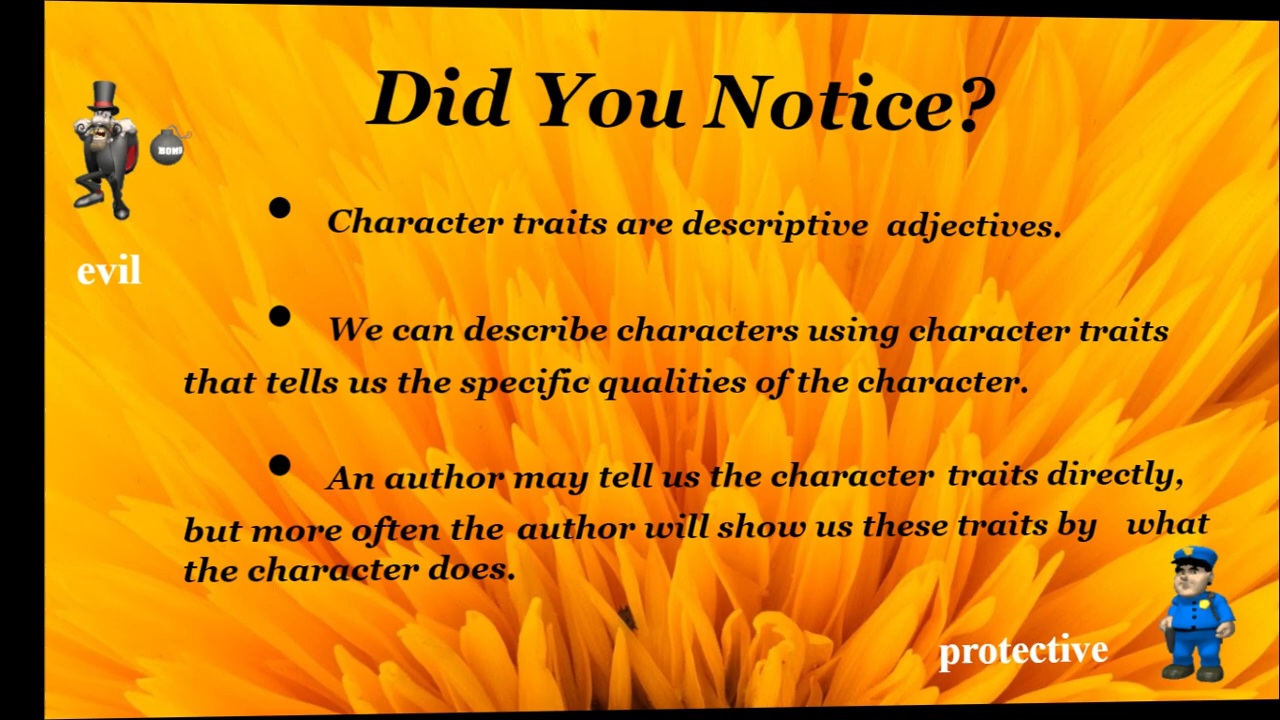 Did You Notice?
BOMB
evil
• Character traits are descriptive adjectives.
• We can describe characters using character traits
that tells us the specific qualities of the character.
• An author may tell us the character traits directly,
but more often the author will show us these traits by what
the character does.
protective